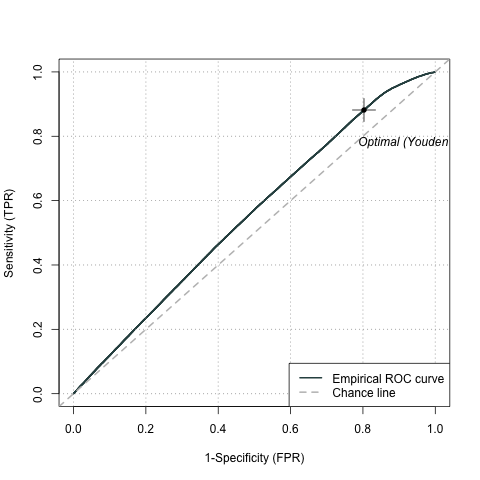 1.0
0.8
0.6
0.4
0.2
0.0
Sensitivity (TPR)
Optimal (Youden
Empirical ROC curve
Chance line
0.0 0.2 0.4 0.6 0.8 1.0
1-Specificity (FPR)